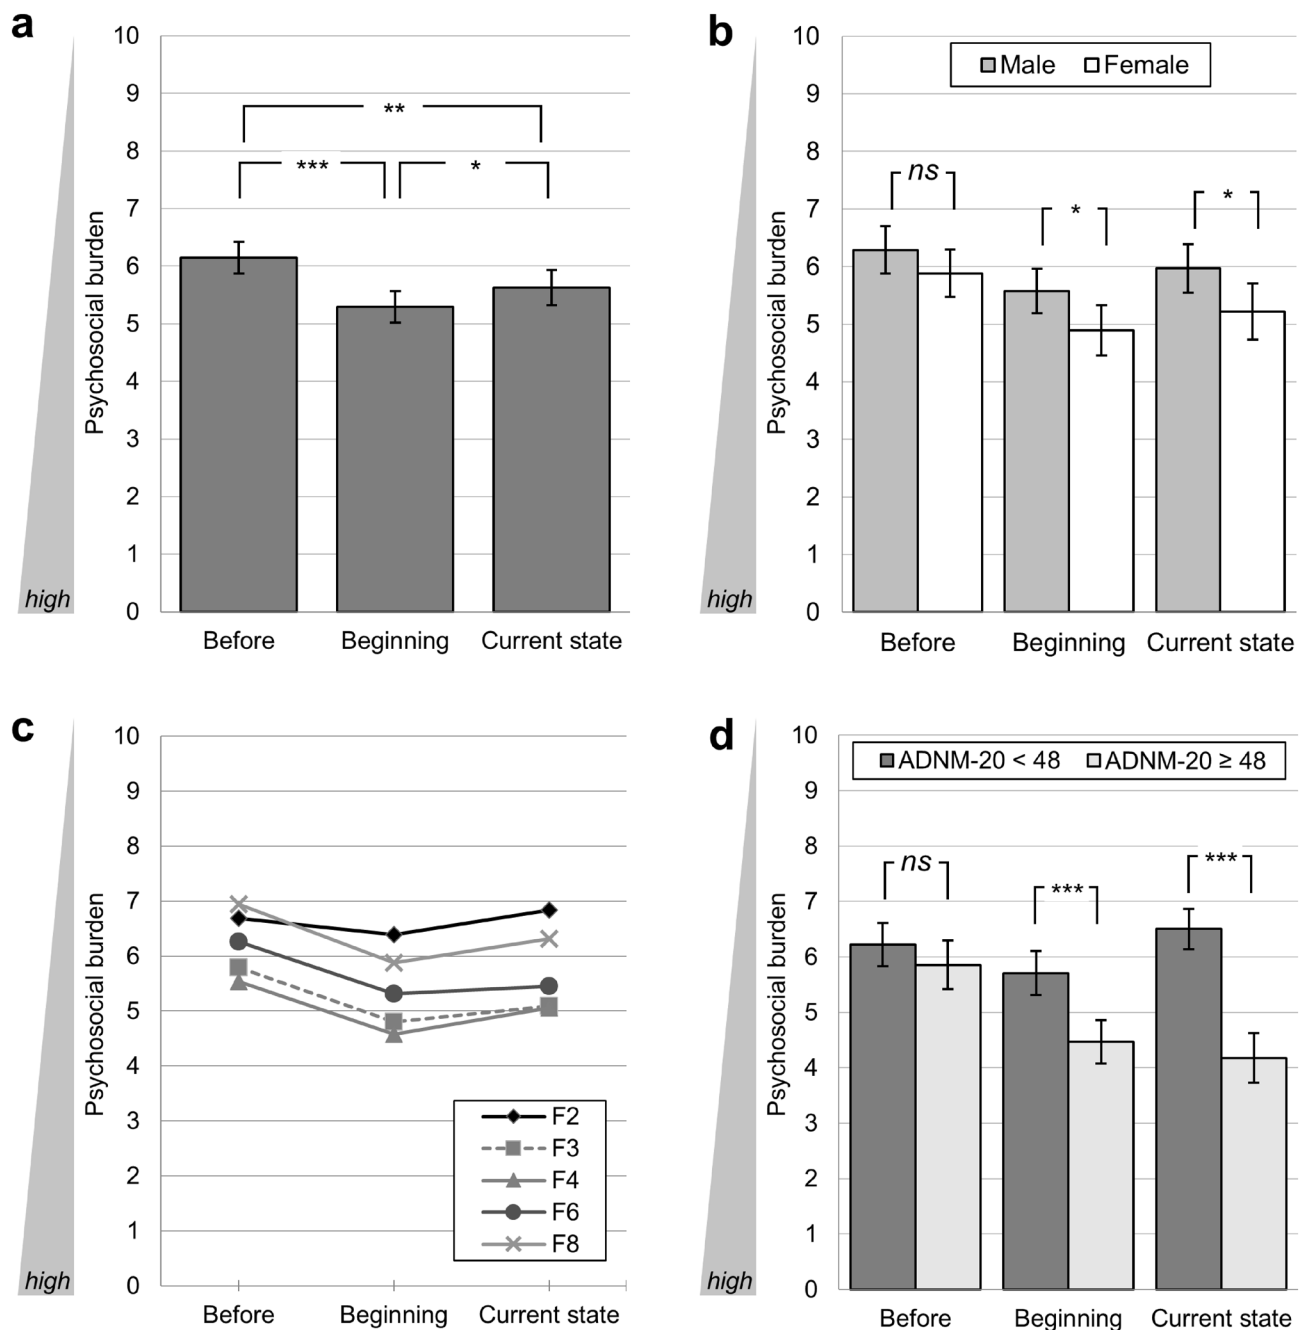 a
10
9
8
7
6
5
4
3
2
1
0
Psychosocial burden
high
**
***
*
Before Beginning Current state
b
10
9
8
7
6
5
4
3
2
1
0
Psychosocial burden
high
Male Female
ns
*
*
Before Beginning Current state
c
10
9
8
7
6
5
4
3
2
1
0
Psychosocial burden
high
F2
F3
F4
F6
F8
Before Beginning Current state
d
10
9
8
7
6
5
4
3
2
1
0
Psychosocial burden
high
ADNM-20 < 48 ADNM-20 ≥ 48
ns
***
***
Before Beginning Current state